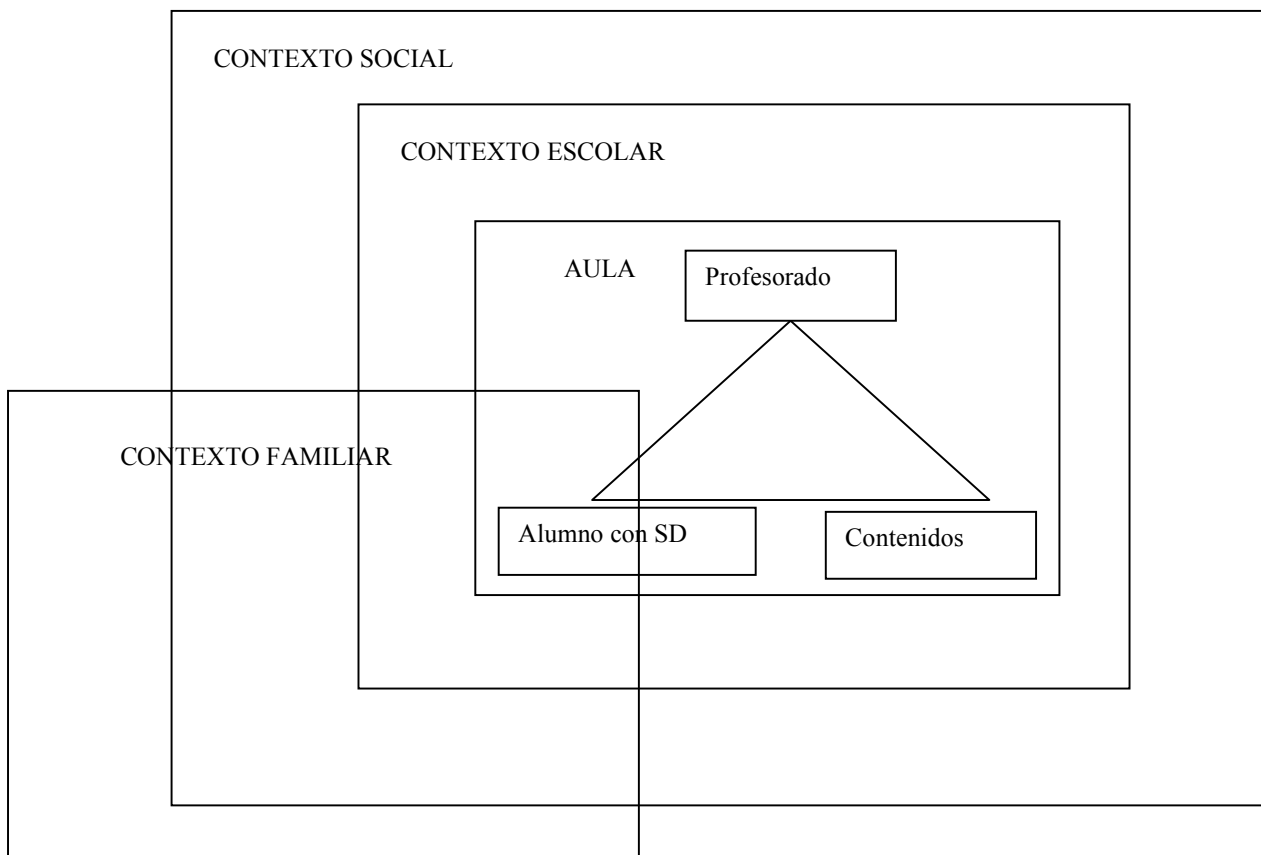 CONTEXTO SOCIAL
CONTEXTO ESCOLAR
AULA
Profesorado
CONTEXTO FAMILIAR
Alumno con SD
Contenidos